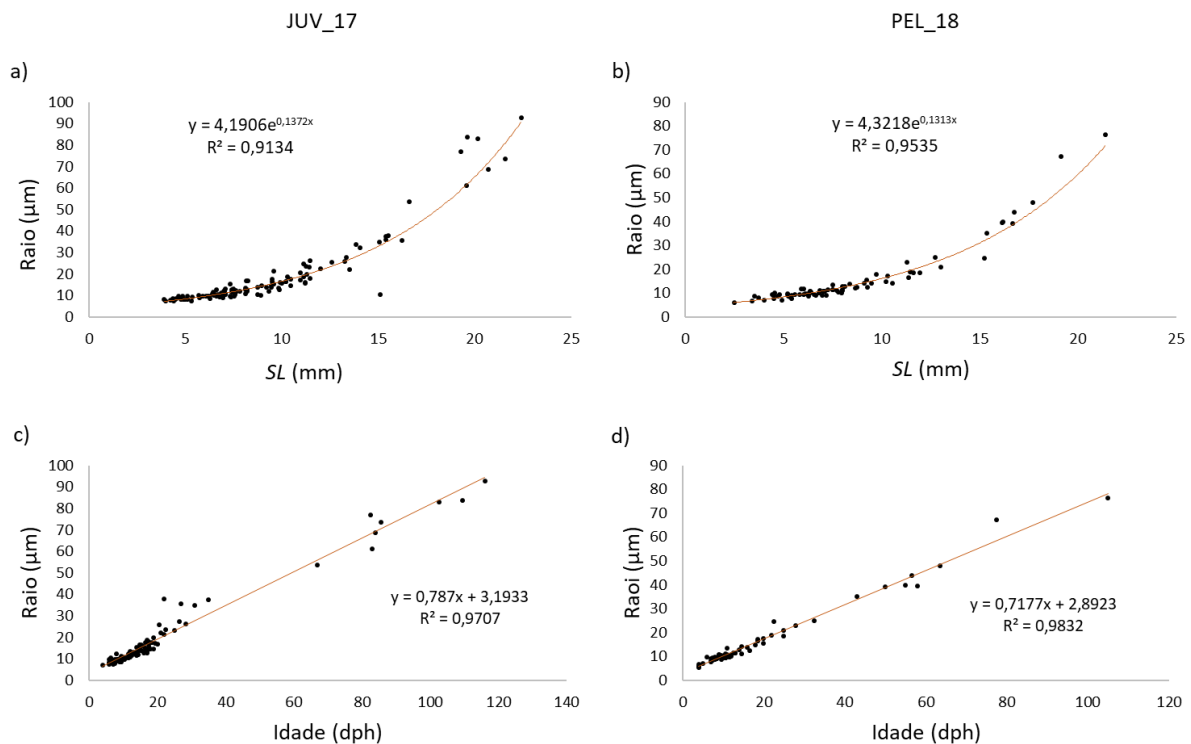 JUV_17
PEL_18
a)
100
90
80
70
60
50
40
30
20
10
0
Raio (µm)
y = 4,1906e^0,1372x
R² = 0,9134
0 5 10 15 20 25
SL (mm)
b)
90
80
70
60
50
40
30
20
10
0
Raio (µm)
y = 4,3218e^0,1313x
R² = 0,9535
0 5 10 15 20 25
SL (mm)
c)
100
90
80
70
60
50
40
30
20
10
0
Raio (µm)
y = 0,787x + 3,1933
R² = 0,9707
0 20 40 60 80 100 120 140
Idade (dph)
d)
90
80
70
60
50
40
30
20
10
0
Raoi (µm)
y = 0,7177x + 2,8923
R² = 0,9832
0 20 40 60 80 100 120
Idade (dph)